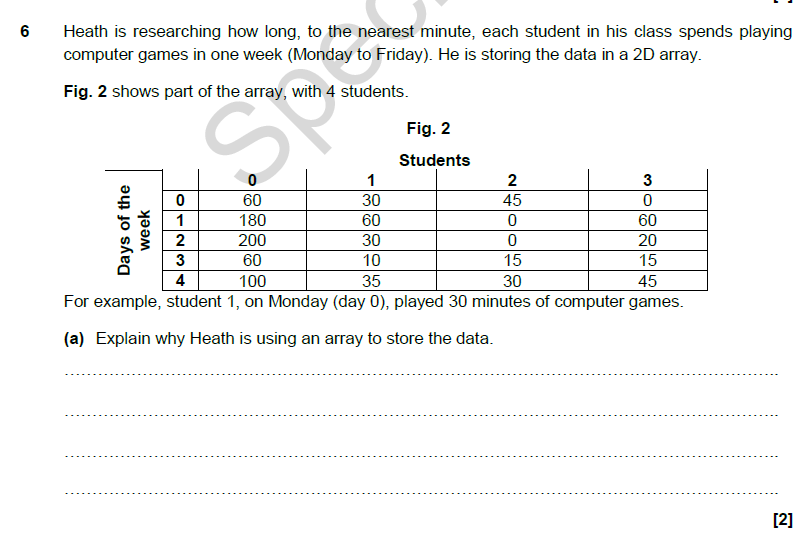 6 Heath is researching how long, to the nearest minute, each student in his class spends playing
computer games in one week (Monday to Friday). He is storing the data in a 2D array.
Fig. 2 shows part of the array, with 4 students.
Fig. 2
Students
Days of the
week
0 1 2 3
0 60 30 45 0
1 180 60 0 60
2 200 30 0 20
3 60 10 15 15
4 100 35 30 45
For example, student 1, on Monday (day 0), played 30 minutes of computer games.
(a) Explain why Heath is using an array to store the data.
[2]
Spec